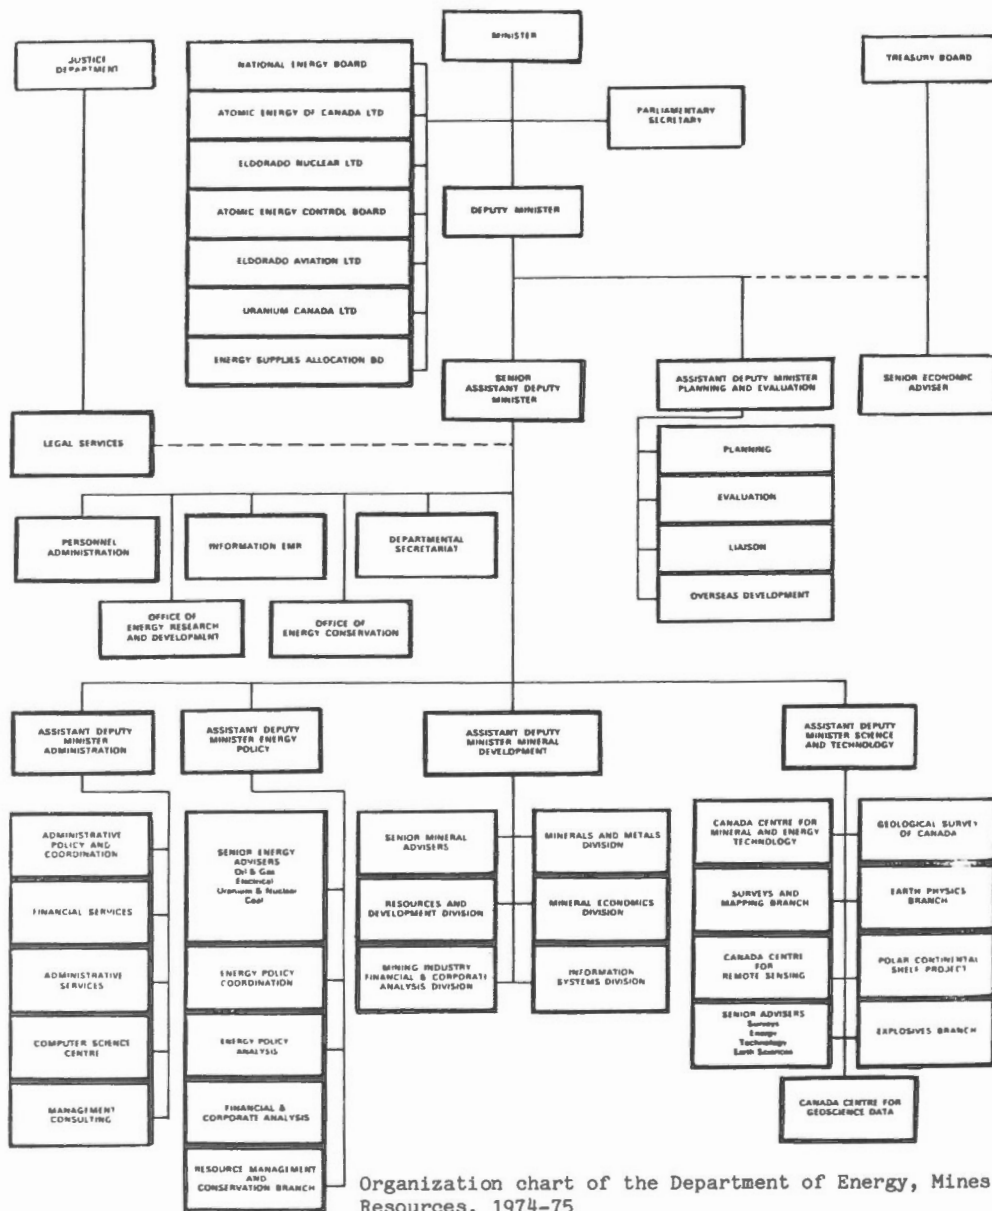 MINISTER
JUSTICE
DEPARTMENT
NATIONAL ENERGY BOARD
TREASURY BOARD
ATOMIC ENERGY OF CANADA LTD
PARLIAMENTARY
SECRETARY
ELDORADO NUCLEAR LTD
ATOMIC ENERGY CONTROL BOARD
DEPUTY MINISTER
ELDORADO AVIATION LTD
URANIUM CANADA LTD
ENERGY SUPPLIES ALLOCATION BD
SENIOR
ASSISTANT DEPUTY
MINISTER
ASSISTANT DEPUTY MINISTER
PLANNING AND EVALUATION
SENIOR ECONOMIC
ADVISER
LEGAL SERVICES
PLANNING
EVALUATION
LIAISON
OVERSEAS DEVELOPMENT
PERSONNEL
ADMINISTRATION
INFORMATION EMR
DEPARTMENTAL
SECRETARIAT
OFFICE OF
ENERGY RESEARCH
AND DEVELOPMENT
OFFICE OF
ENERGY CONSERVATION
ASSISTANT DEPUTY
MINISTER
ADMINISTRATION
ASSISTANT DEPUTY
MINISTER ENERGY
POLICY
ASSISTANT DEPUTY
MINISTER MINERAL
DEVELOPMENT
ASSISTANT DEPUTY
MINISTER SCIENCE
AND TECHNOLOGY
ADMINISTRATIVE
POLICY AND
COORDINATION
FINANCIAL SERVICES
ADMINISTRATIVE
SERVICES
COMPUTER SCIENCE
CENTRE
MANAGEMENT
CONSULTING
SENIOR ENERGY
ADVISERS
Oil & Gas
Electrical
Uranium & Nuclear
Coal
ENERGY POLICY
COORDINATION
ENERGY POLICY
ANALYSIS
FINANCIAL &
CORPORATE ANALYSIS
RESOURCE MANAGEMENT
AND
CONSERVATION BRANCH
SENIOR MINERAL
ADVISERS
MINERALS AND METALS
DIVISION
RESOURCES AND
DEVELOPMENT DIVISION
MINERAL ECONOMICS
DIVISION
MINING INDUSTRY
FINANCIAL & CORPORATE
ANALYSIS DIVISION
INFORMATION
SYSTEMS DIVISION
CANADA CENTRE FOR
MINERAL AND ENERGY
TECHNOLOGY
GEOLOGICAL SURVEY
OF CANADA
SURVEYS AND
MAPPING BRANCH
EARTH PHYSICS
BRANCH
CANADA CENTRE
FOR
REMOTE SENSING
POLAR CONTINENTAL
SHELF PROJECT
SENIOR ADVISERS
Surveys
Energy
Technology
Earth Sciences
EXPLOSIVES BRANCH
CANADA CENTRE FOR
GEOSCIENCE DATA
Organization chart of the Department of Energy, Mines
Resources, 1974-75